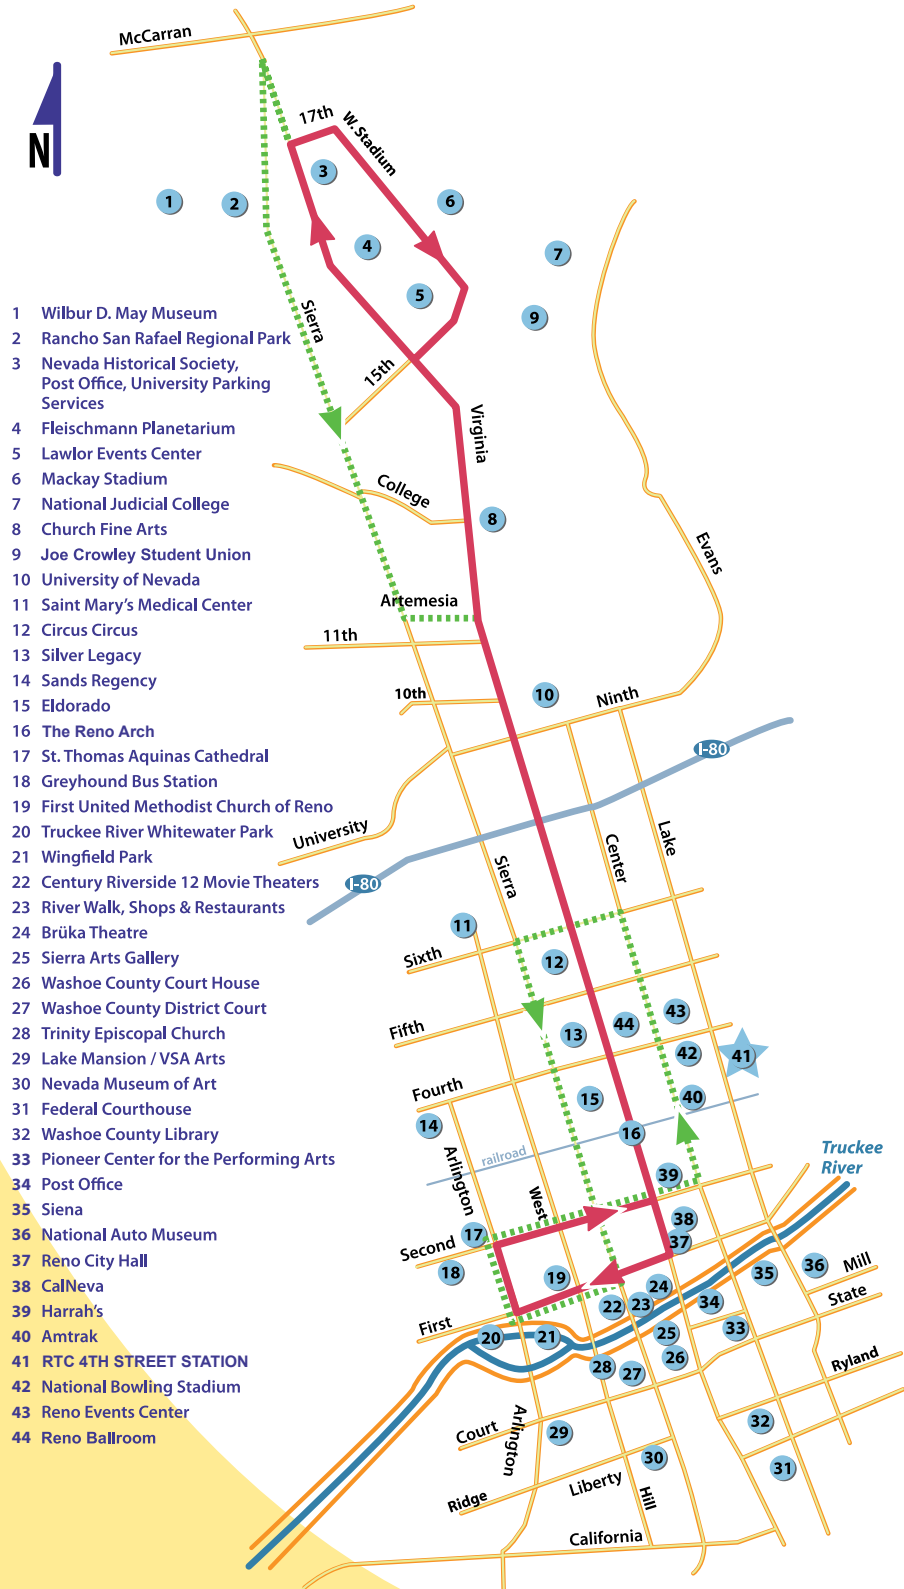 McCarran
17th
W. Stadium
N
3
1
2
6
4
7
5
9
Sierra
15th
Virginia
College
8
Evans
Artemesia
11th
10th
10
Ninth
I-80
University
Center
Lake
Sierra
I-80
11
Sixth
12
Fifth
13
44
43
42
41
Fourth
15
40
14
16
railroad
Truckee
River
Arlington
West
39
17
38
Second
37
18
19
36
35
Mill
24
State
22
23
34
First
20
21
25
33
26
28
27
Ryland
32
Court
29
Arlington
30
31
Liberty
Hill
Ridge
California
1 Wilbur D. May Museum
2 Rancho San Rafael Regional Park
3 Nevada Historical Society,
Post Office, University Parking
Services
4 Fleischmann Planetarium
5 Lawlor Events Center
6 Mackay Stadium
7 National Judicial College
8 Church Fine Arts
9 Joe Crowley Student Union
10 University of Nevada
11 Saint Mary's Medical Center
12 Circus Circus
13 Silver Legacy
14 Sands Regency
15 Eldorado
16 The Reno Arch
17 St. Thomas Aquinas Cathedral
18 Greyhound Bus Station
19 First United Methodist Church of Reno
20 Truckee River Whitewater Park
21 Wingfield Park
22 Century Riverside 12 Movie Theaters
23 River Walk, Shops & Restaurants
24 Brüka Theatre
25 Sierra Arts Gallery
26 Washoe County Court House
27 Washoe County District Court
28 Trinity Episcopal Church
29 Lake Mansion / VSA Arts
30 Nevada Museum of Art
31 Federal Courthouse
32 Washoe County Library
33 Pioneer Center for the Performing Arts
34 Post Office
35 Siena
36 National Auto Museum
37 Reno City Hall
38 CalNeva
39 Harrah's
40 Amtrak
41 RTC 4TH STREET STATION
42 National Bowling Stadium
43 Reno Events Center
44 Reno Ballroom